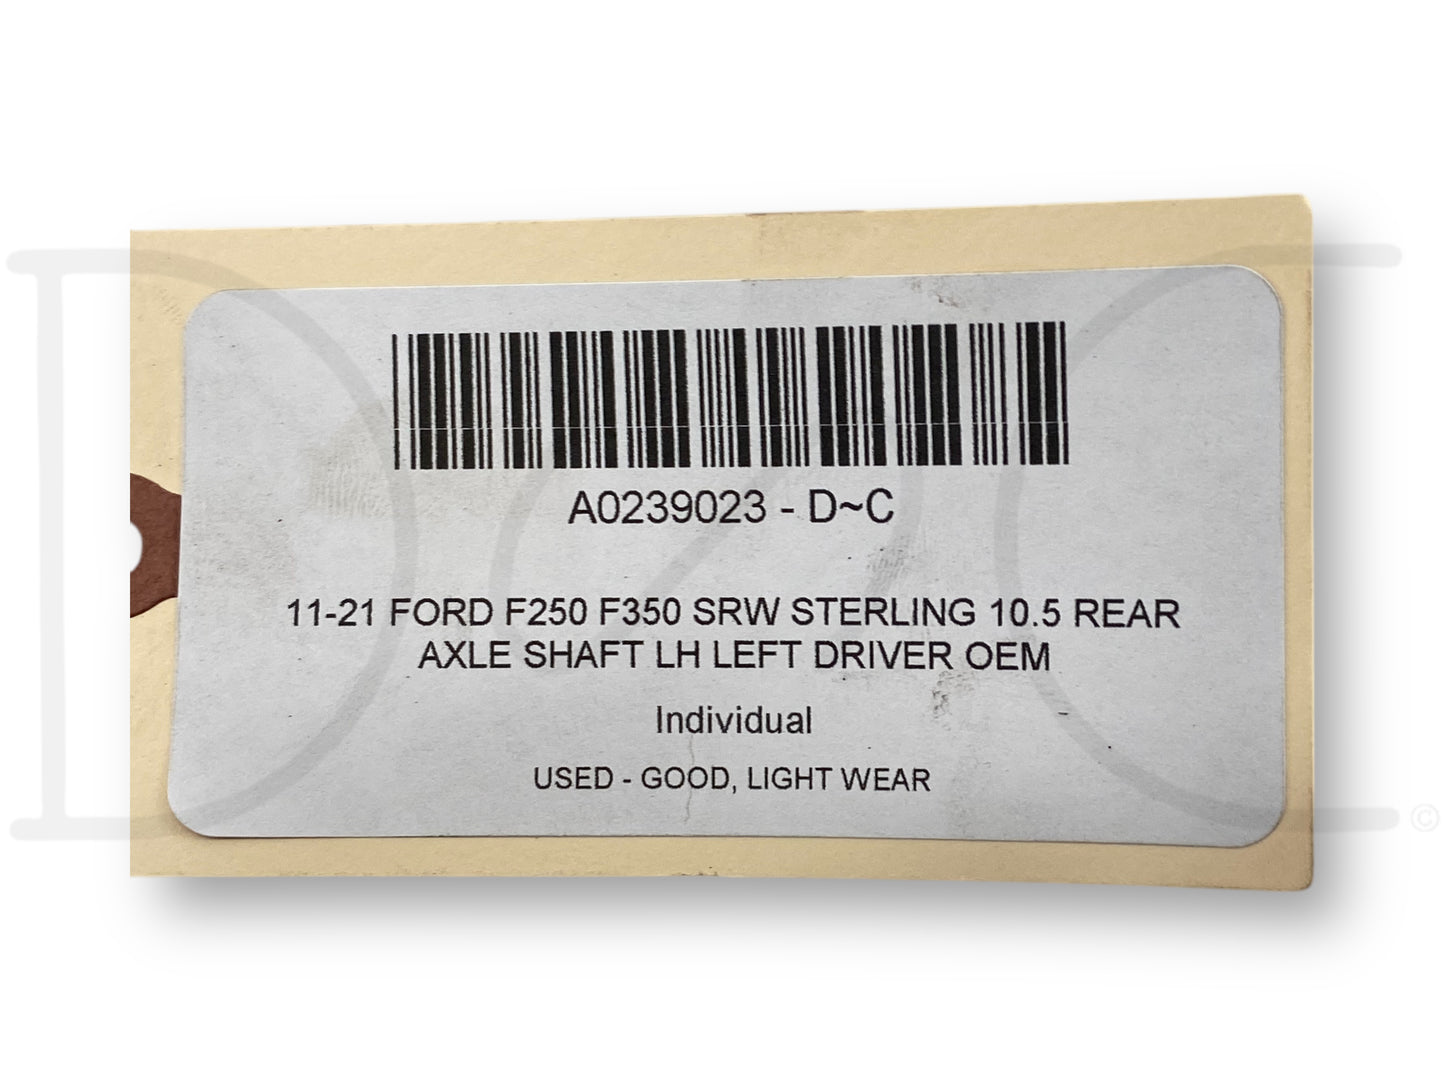 A0239023 - D~C
11-21 FORD F250 F350 SRW STERLING 10.5 REAR
AXLE SHAFT LH LEFT DRIVER OEM
Individual
USED - GOOD, LIGHT WEAR
©